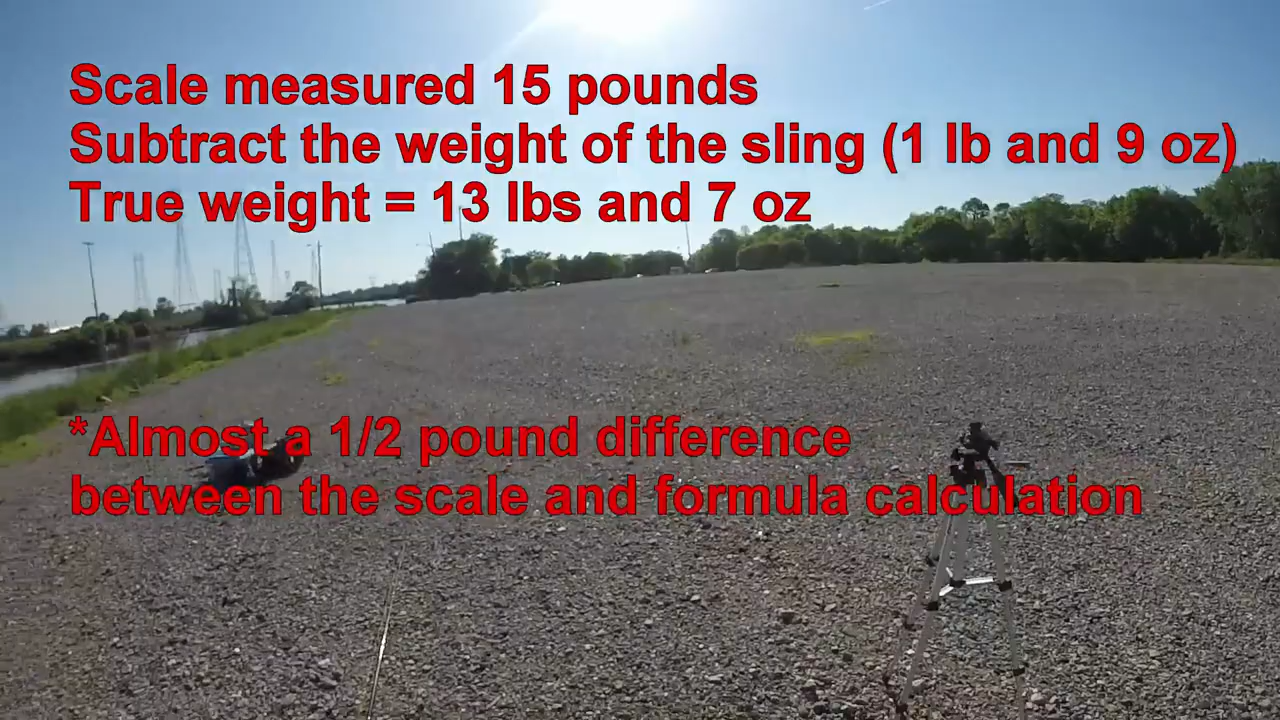 Scale measured 15 pounds
Subtract the weight of the sling (1 lb and 9 oz)
True weight = 13 lbs and 7 oz
*Almost a 1/2 pound difference
between the scale and formula calculation